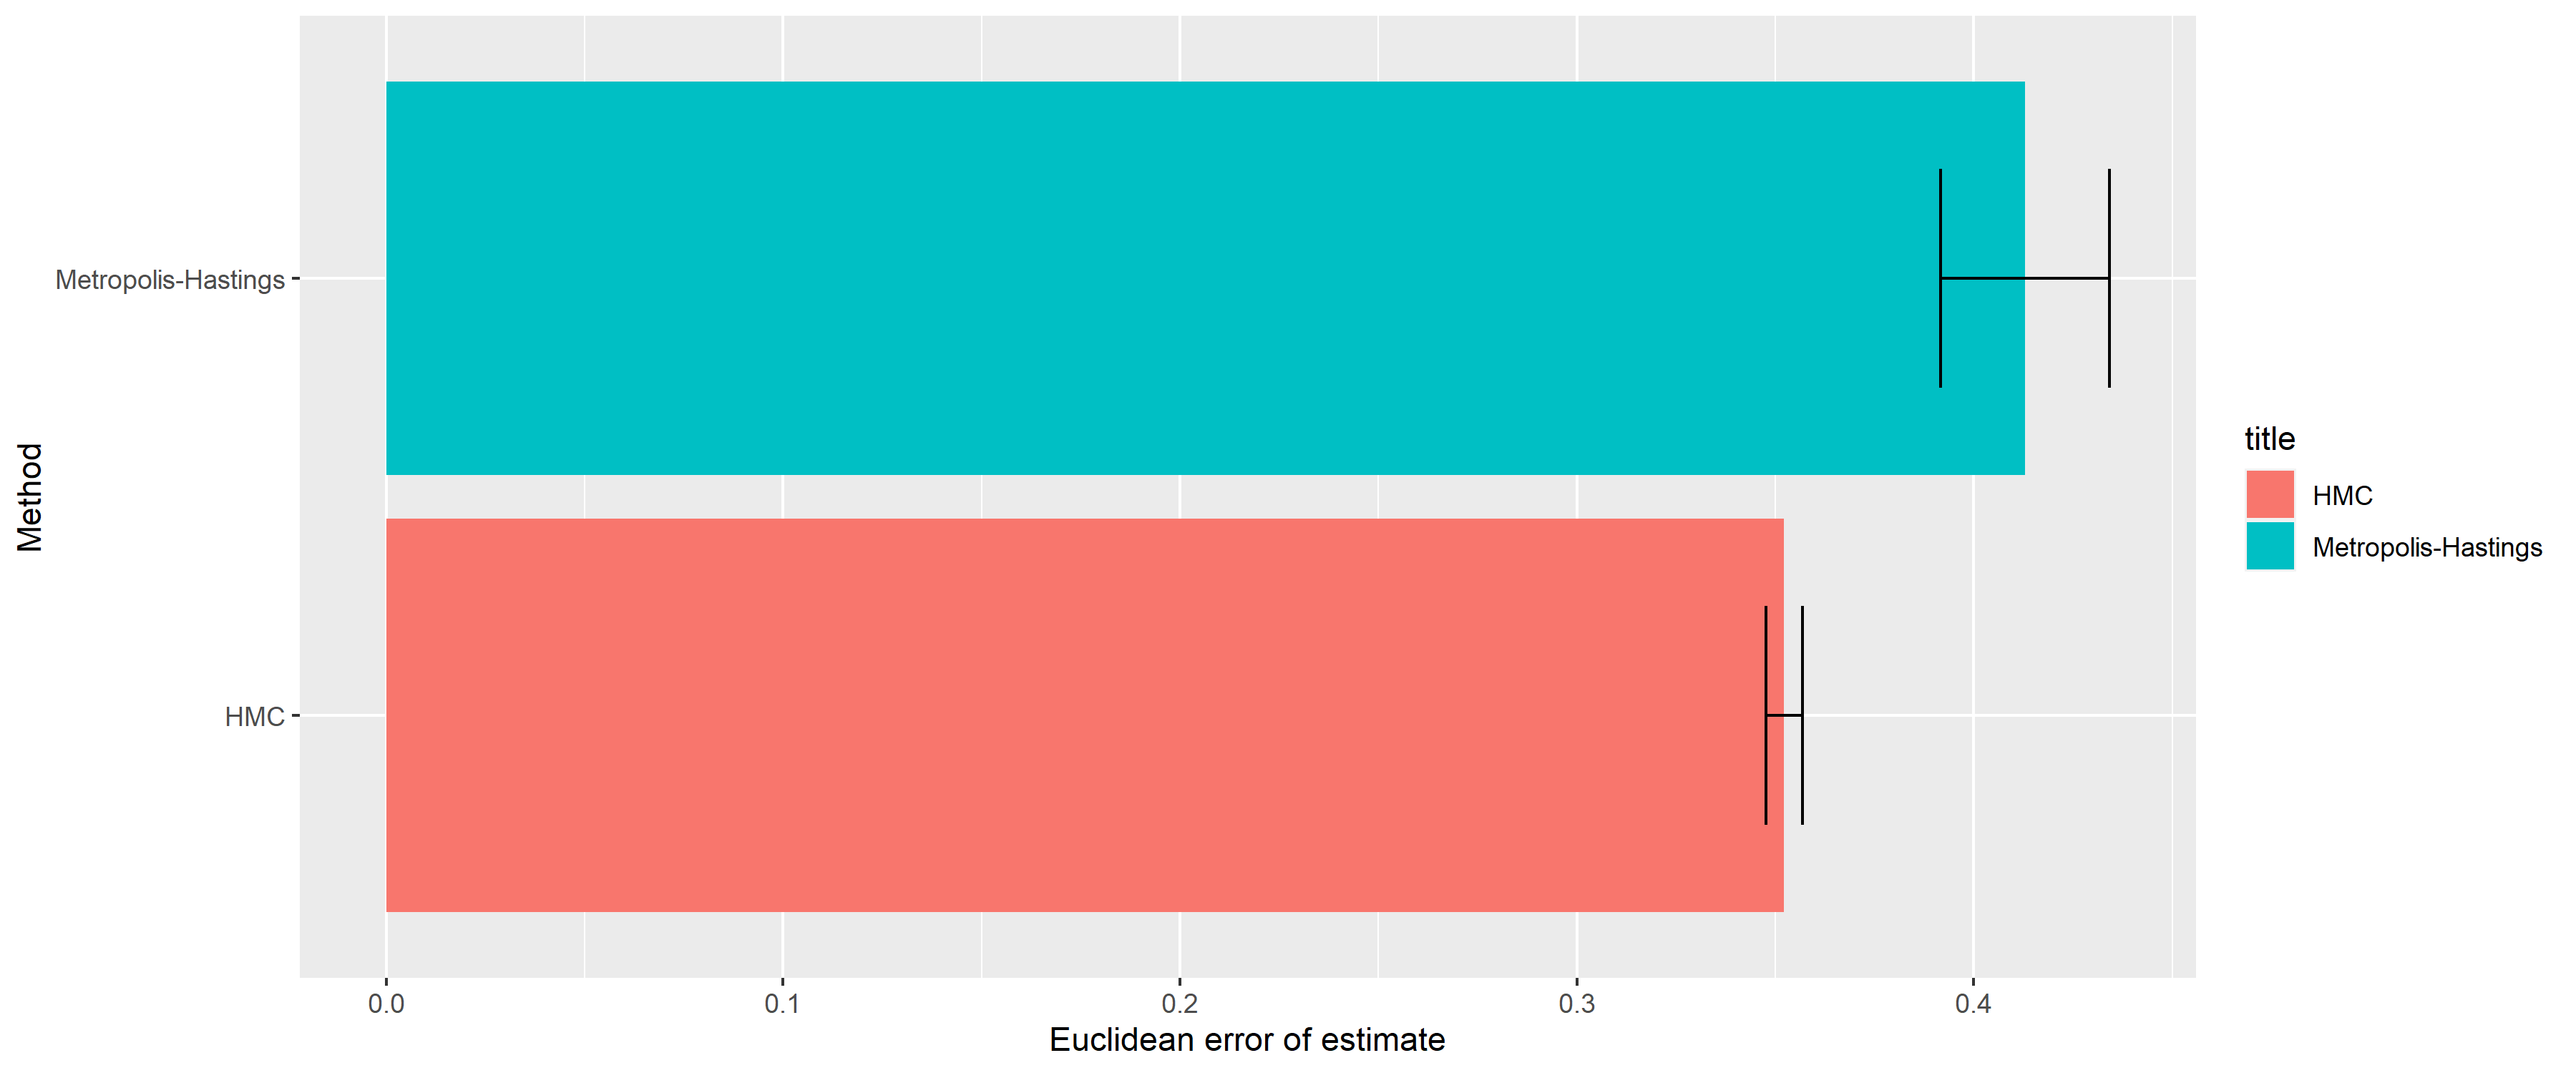 Metropolis-Hastings
HMC
Method
0.0
0.1
0.2
0.3
0.4
Euclidean error of estimate
title
HMC
Metropolis-Hastings